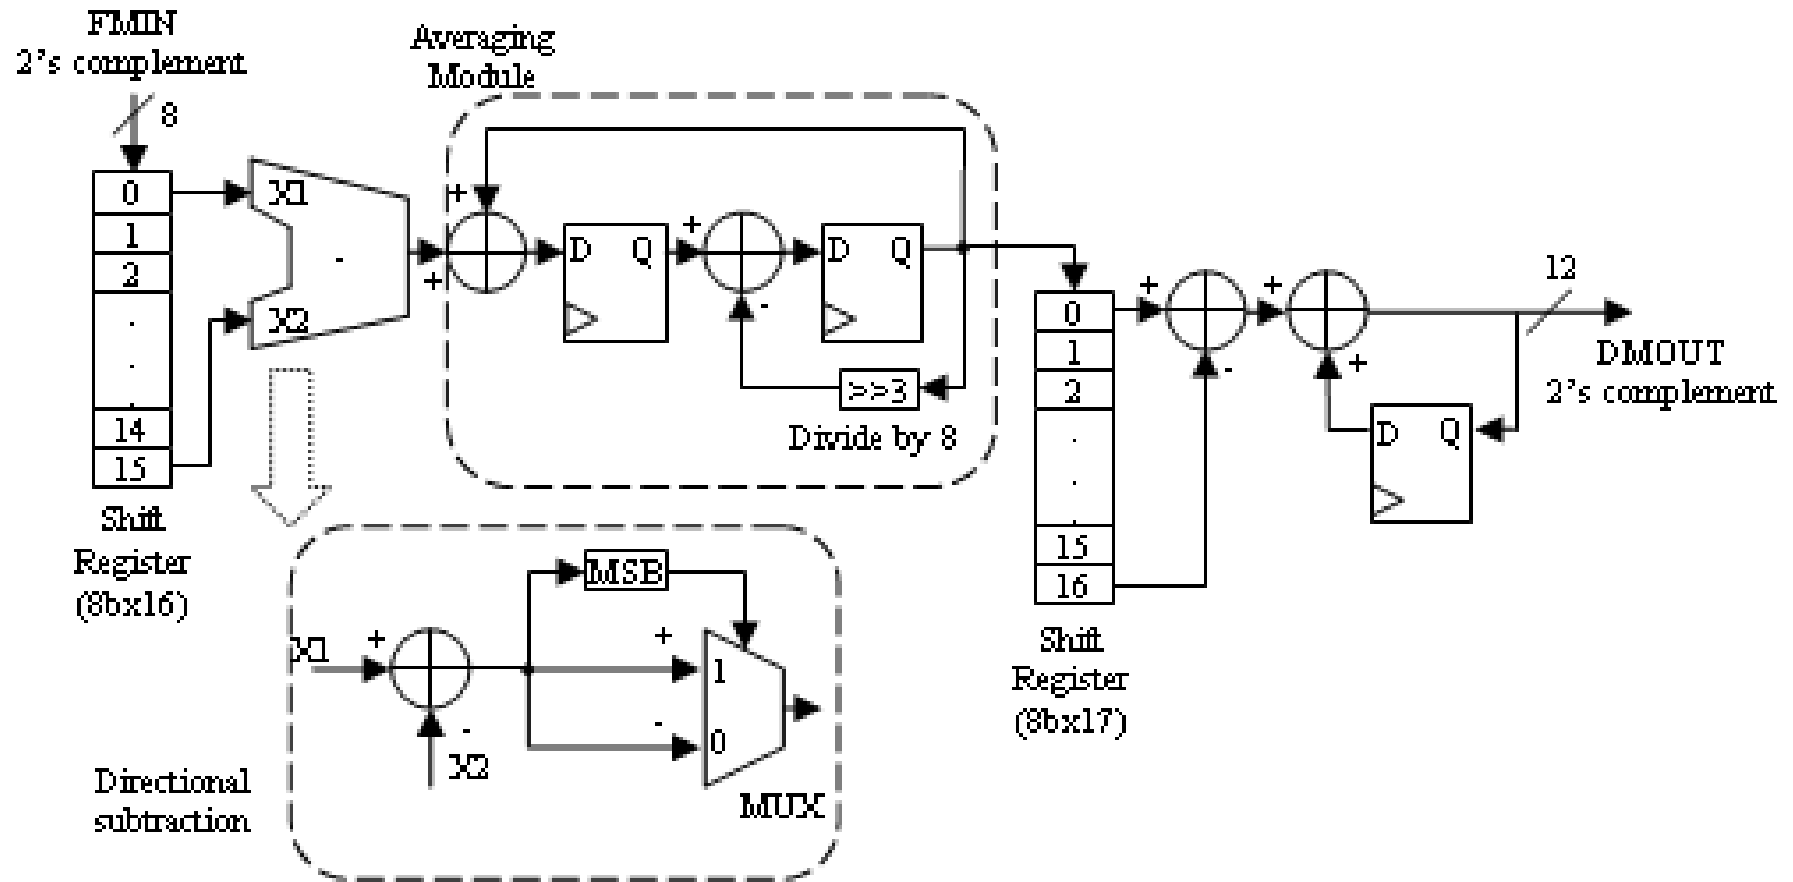 FMIN
2's complement
8
0
1
2
.
.
.
14
15
Shift
Register
(8bx16)
X1
-
X2
Averaging
Module
+
+
D Q
+
-
D Q
>>3
Divide by 8
0
1
2
.
.
.
15
16
Shift
Register
(8bx17)
+
-
+
+
D Q
12
DMOUT
2's complement
X1
+
-
X2
MSB
+
-
1
0
MUX
Directional
subtraction